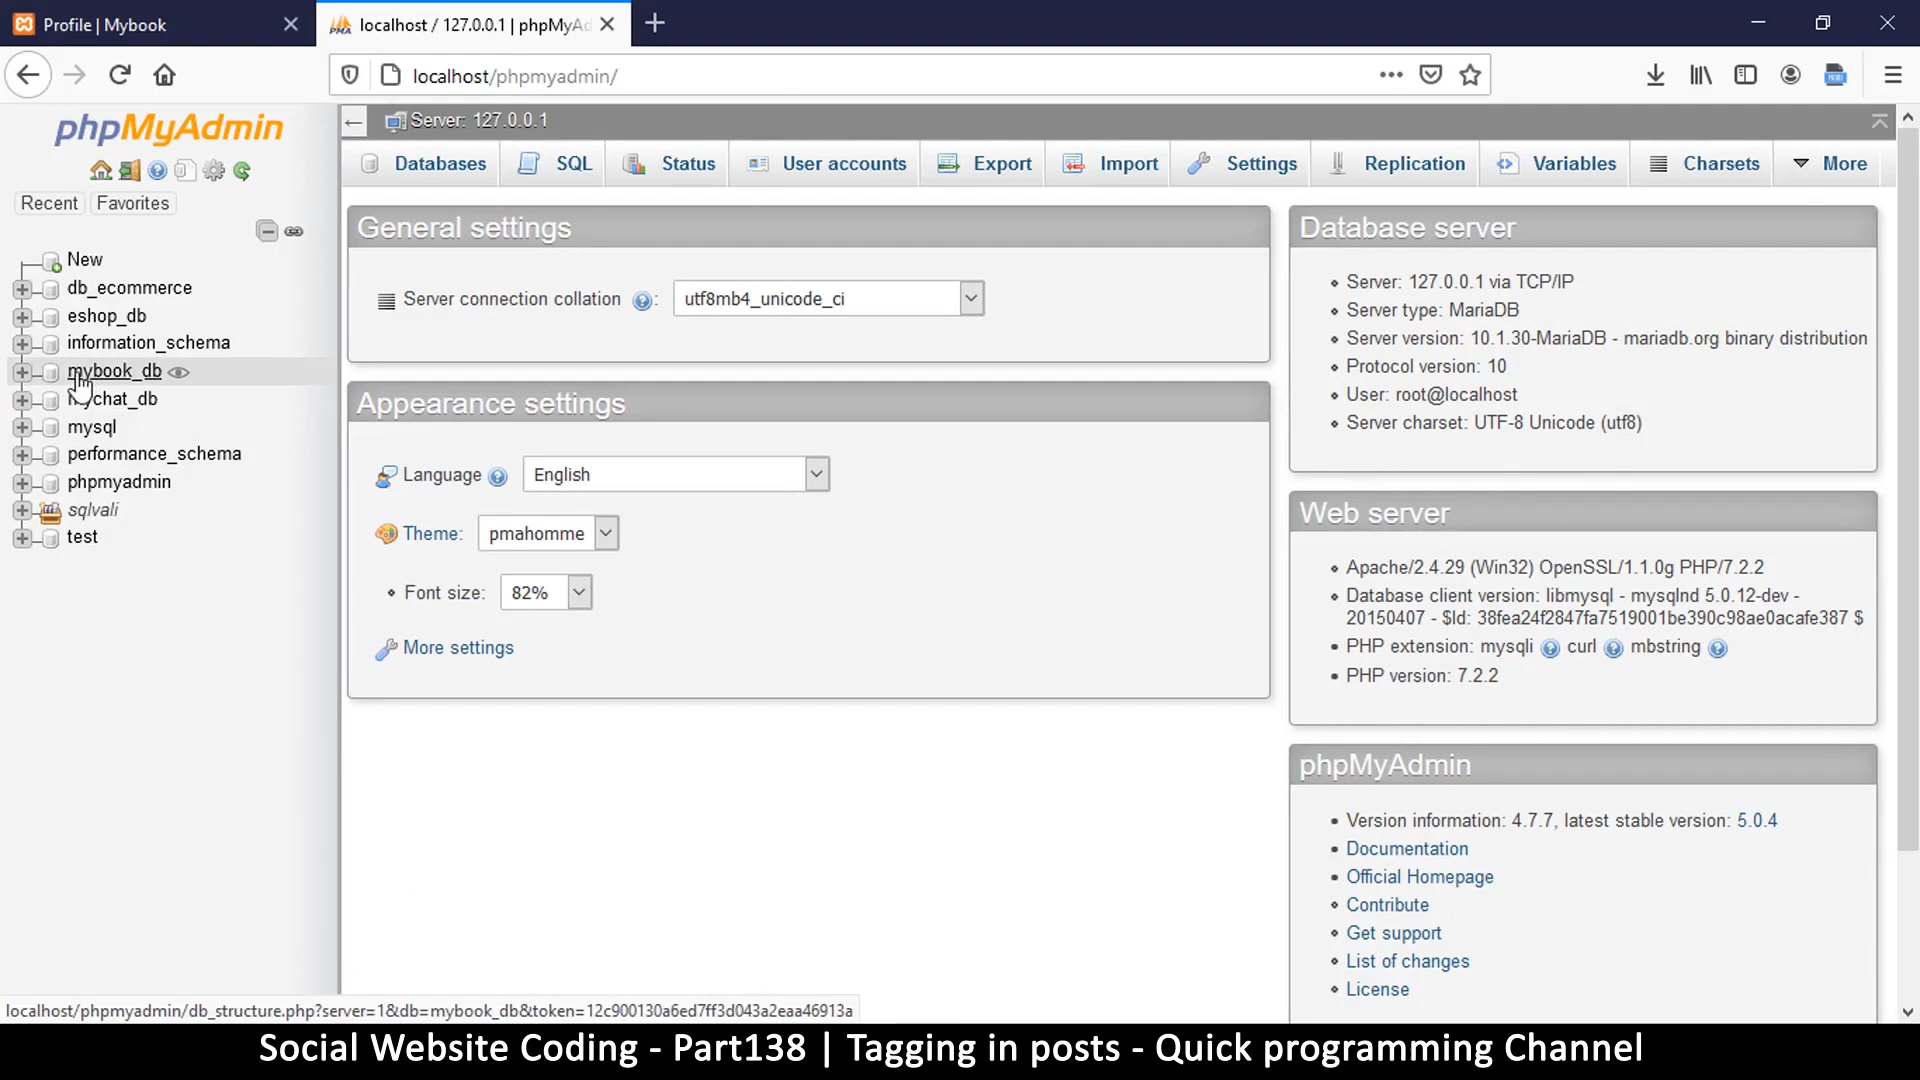 Profile | Mybook
localhost / 127.0.0.1 | phpMyAd
localhost/phpmyadmin/
phpMyAdmin
Recent
Favorites
New
db_ecommerce
eshop_db
information_schema
mybook_db
mychat_db
mysql
performance_schema
phpmyadmin
sqlvali
test
Server: 127.0.0.1
Databases
SQL
Status
User accounts
Export
Import
Settings
Replication
Variables
Charsets
More
General settings
Server connection collation :
utf8mb4_unicode_ci
Appearance settings
Language
English
Theme:
pmahomme
Font size:
82%
More settings
Database server
Server: 127.0.0.1 via TCP/IP
Server type: MariaDB
Server version: 10.1.30-MariaDB - mariadb.org binary distribution
Protocol version: 10
User: root@localhost
Server charset: UTF-8 Unicode (utf8)
Web server
Apache/2.4.29 (Win32) OpenSSL/1.1.0g PHP/7.2.2
Database client version: libmysql - mysqlnd 5.0.12-dev -
20150407 - $Id: 38fea24f2847fa7519001be390c98ae0acafe387 $
PHP extension: mysqli curl mbstring
PHP version: 7.2.2
phpMyAdmin
Version information: 4.7.7, latest stable version: 5.0.4
Documentation
Official Homepage
Contribute
Get support
List of changes
License
localhost/phpmyadmin/db_structure.php?server=1&db=mybook_db&token=12c900130a6ed7ff3d043a2eaa46913a
Social Website Coding - Part138 | Tagging in posts - Quick programming Channel